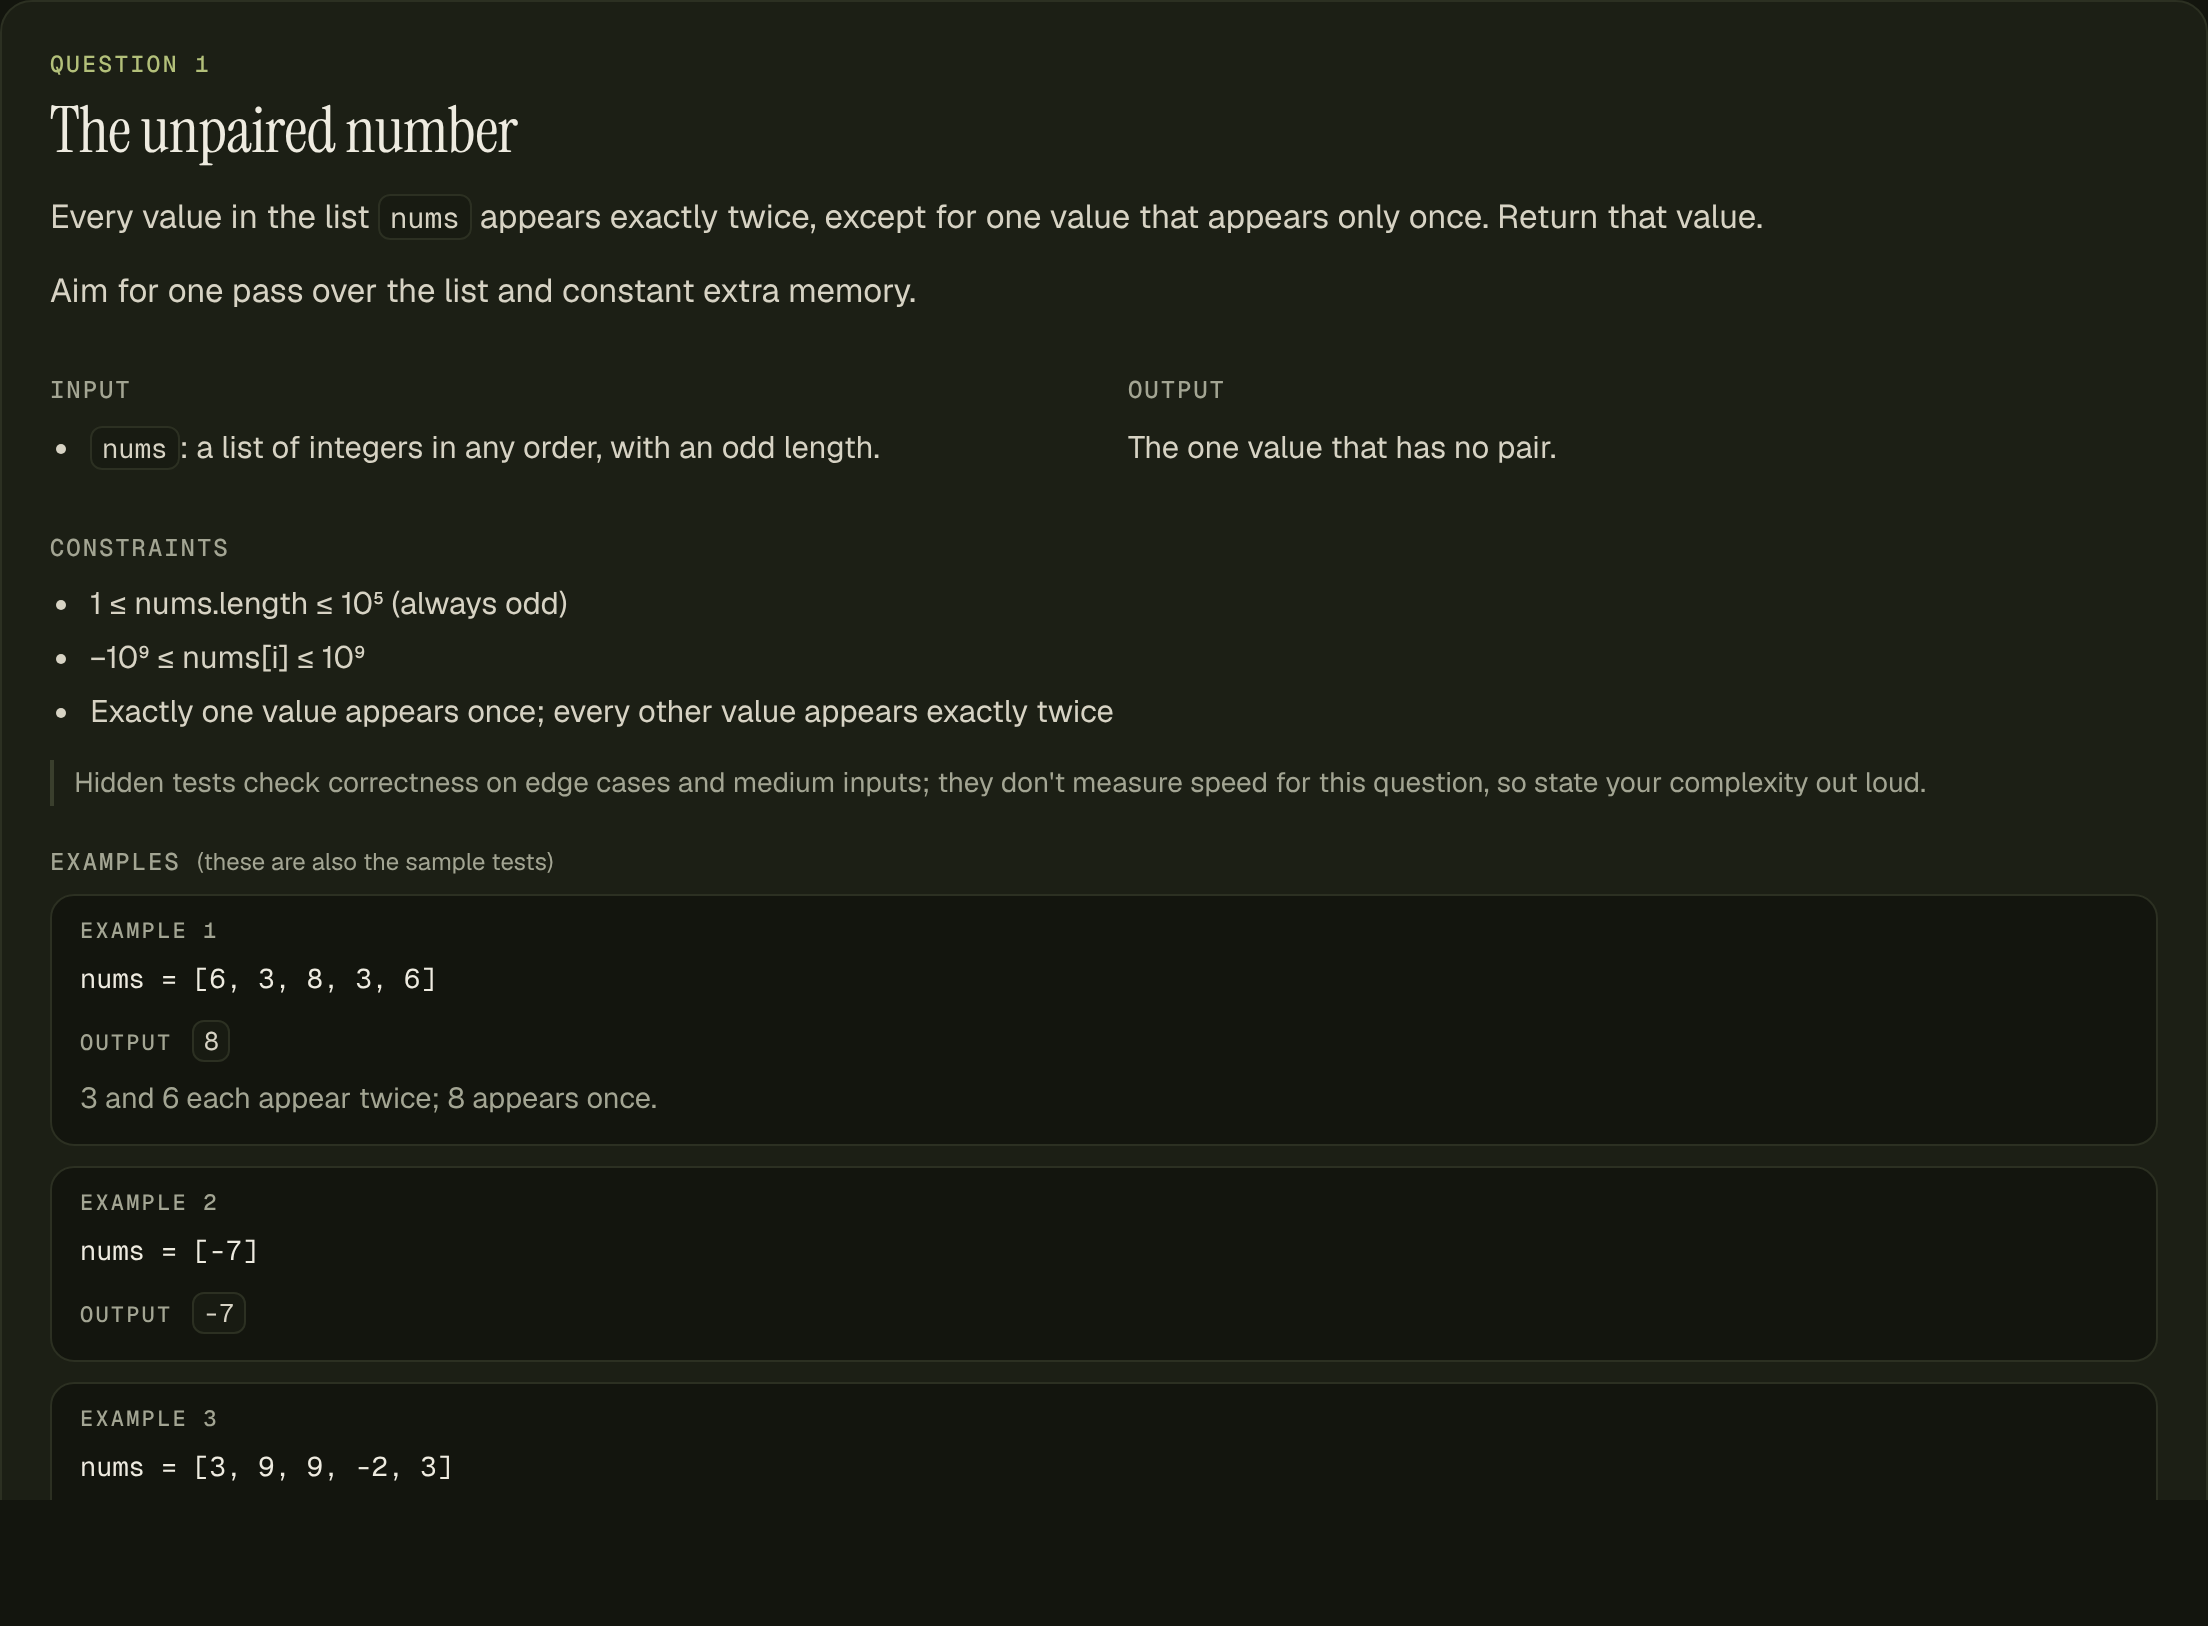 QUESTION 1
The unpaired number
Every value in the list nums appears exactly twice, except for one value that appears only once. Return that value.
Aim for one pass over the list and constant extra memory.
INPUT
• nums: a list of integers in any order, with an odd length.
OUTPUT
The one value that has no pair.
CONSTRAINTS
• 1 ≤ nums.length ≤ 10⁵ (always odd)
• −10⁹ ≤ nums[i] ≤ 10⁹
• Exactly one value appears once; every other value appears exactly twice
Hidden tests check correctness on edge cases and medium inputs; they don't measure speed for this question, so state your complexity out loud.
EXAMPLES (these are also the sample tests)
EXAMPLE 1
nums = [6, 3, 8, 3, 6]
OUTPUT 8
3 and 6 each appear twice; 8 appears once.
EXAMPLE 2
nums = [-7]
OUTPUT -7
EXAMPLE 3
nums = [3, 9, 9, -2, 3]